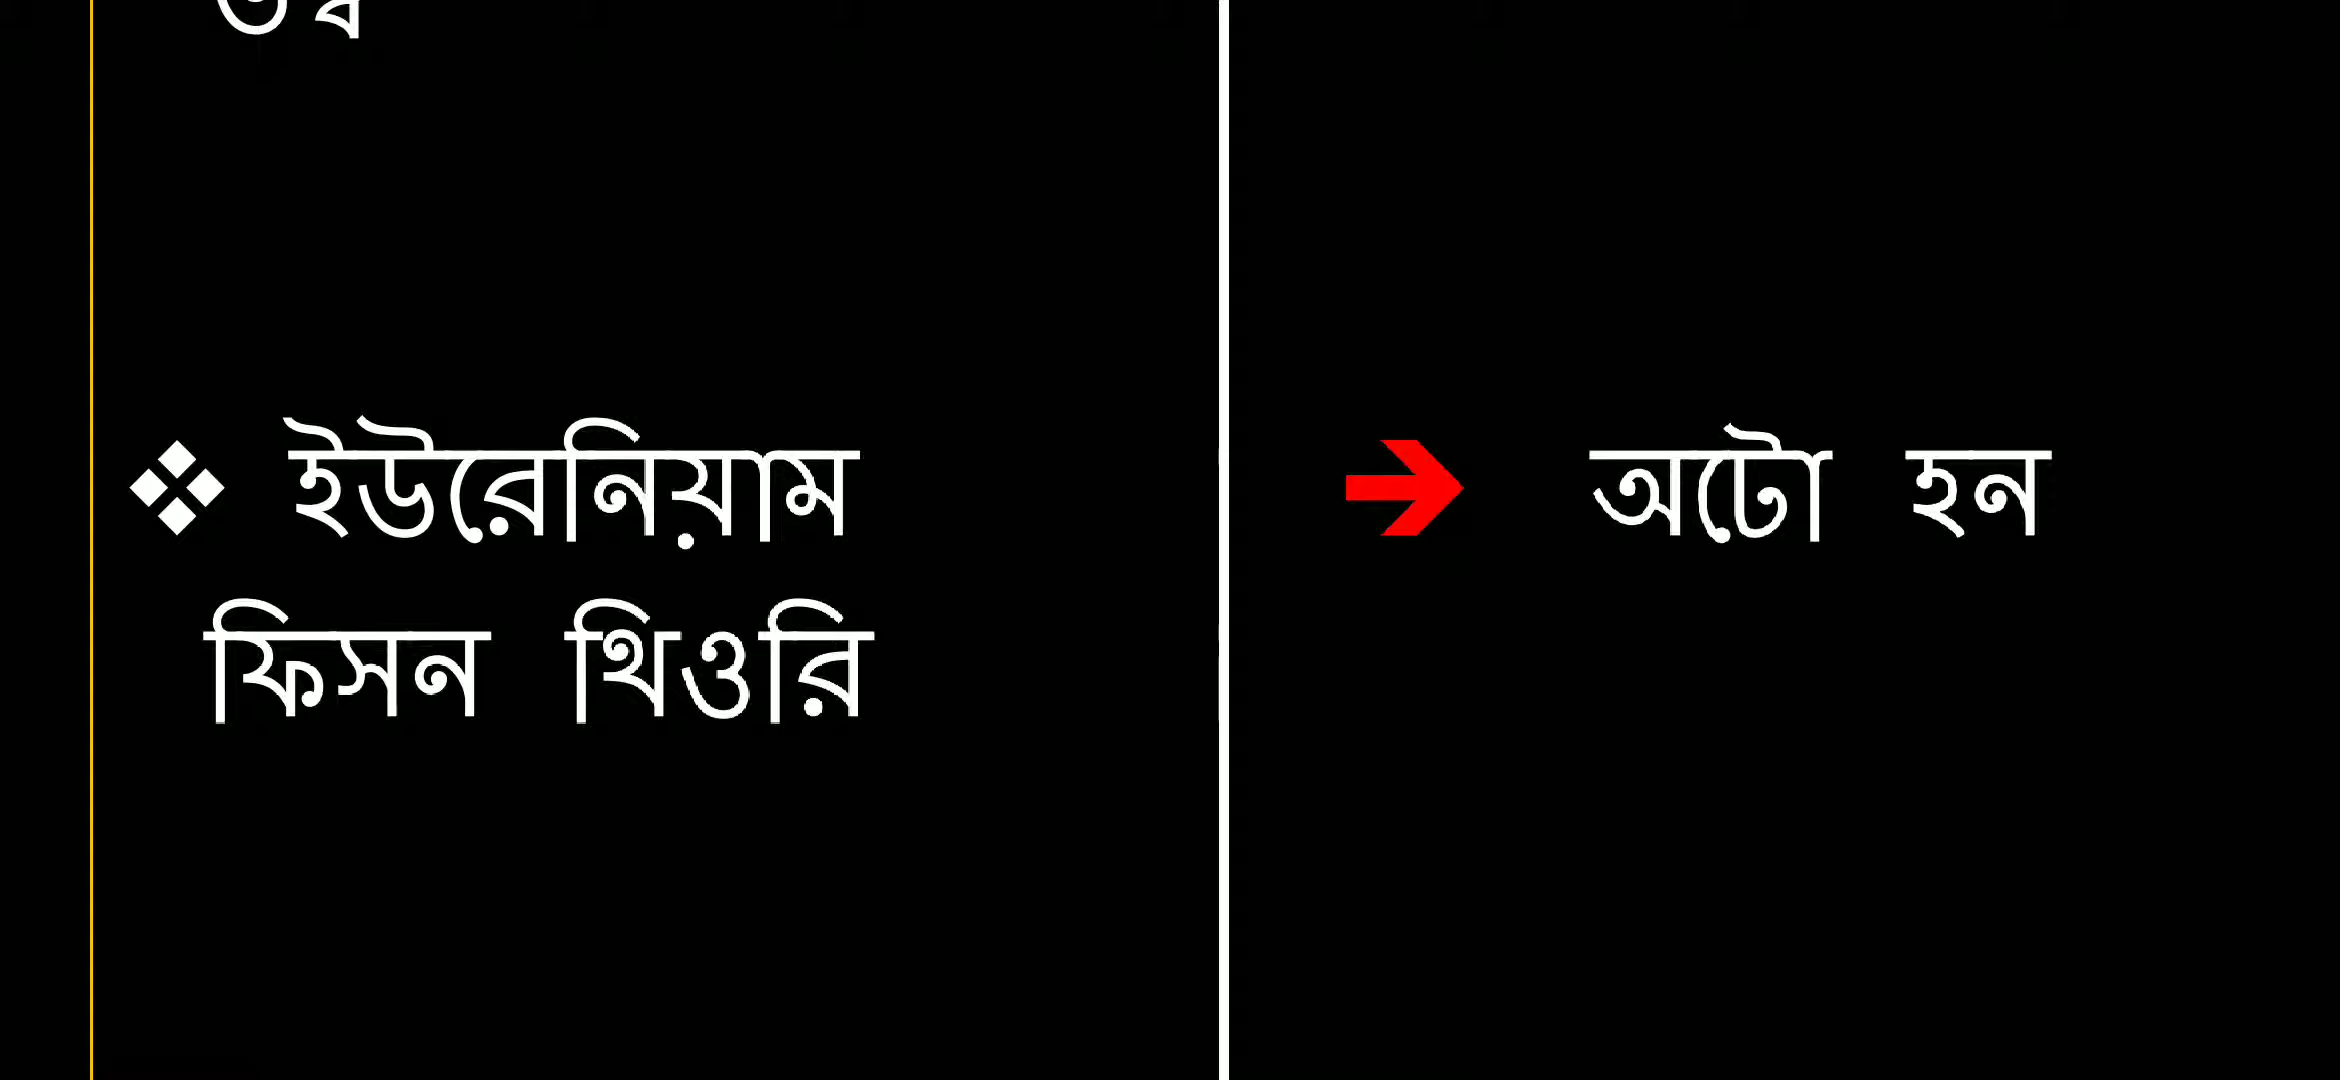 ❖ ইউরেনিয়াম
ফিসন থিওরি
➔ অটো হন